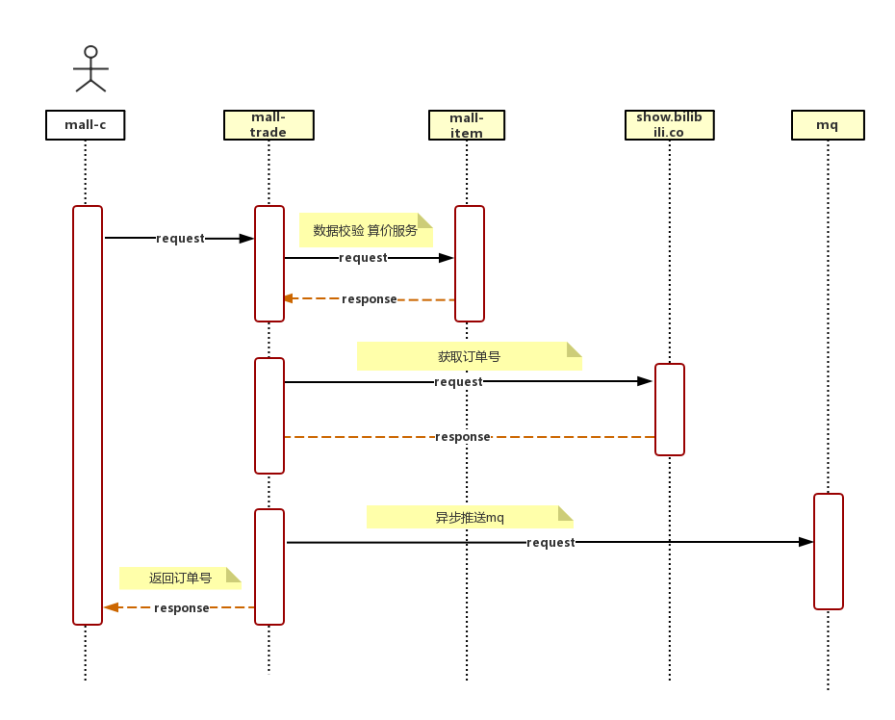 mall-c
mall-
trade
mall-
item
show.bilib
ili.co
mq
request
数据校验 算价服务
request
response
获取订单号
request
response
异步推送mq
request
返回订单号
response